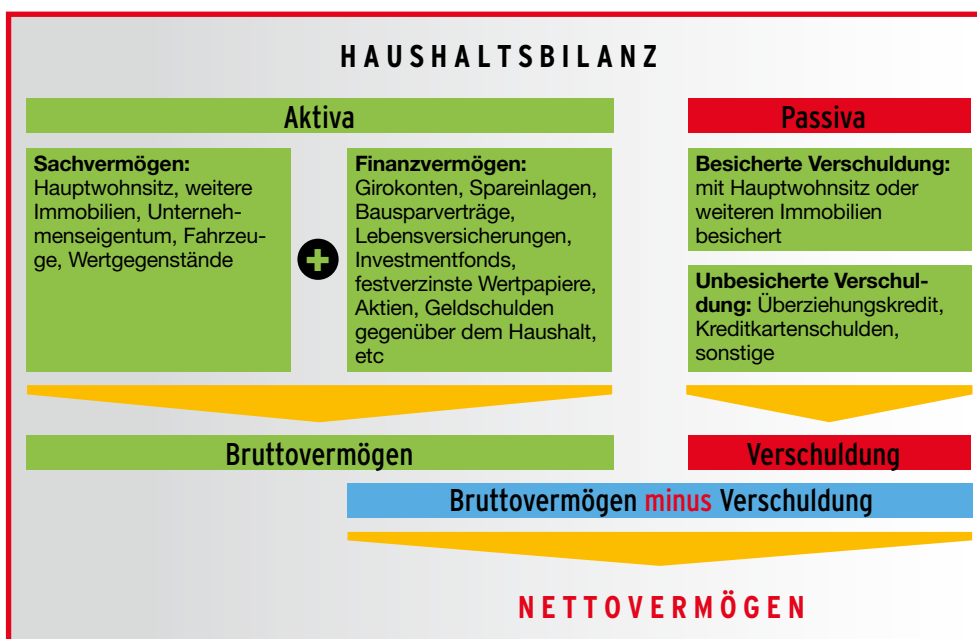 HAUSHALTSBILANZ
Aktiva
Sachvermögen:
Hauptwohnsitz, weitere
Immobilien, Unterneh-
menseigentum, Fahrzeu-
ge, Wertgegenstände
+
Finanzvermögen:
Girokonten, Spareinlagen,
Bausparverträge,
Lebensversicherungen,
Investmentfonds,
festverzinste Wertpapiere,
Aktien, Geldschulden
gegenüber dem Haushalt,
etc
Passiva
Besicherte Verschuldung:
mit Hauptwohnsitz oder
weiteren Immobilien
besichert
Unbesicherte Verschul-
dung: Überziehungskredit,
Kreditkartenschulden,
sonstige
Bruttovermögen
Verschuldung
Bruttovermögen minus Verschuldung
NETTOVERMÖGEN